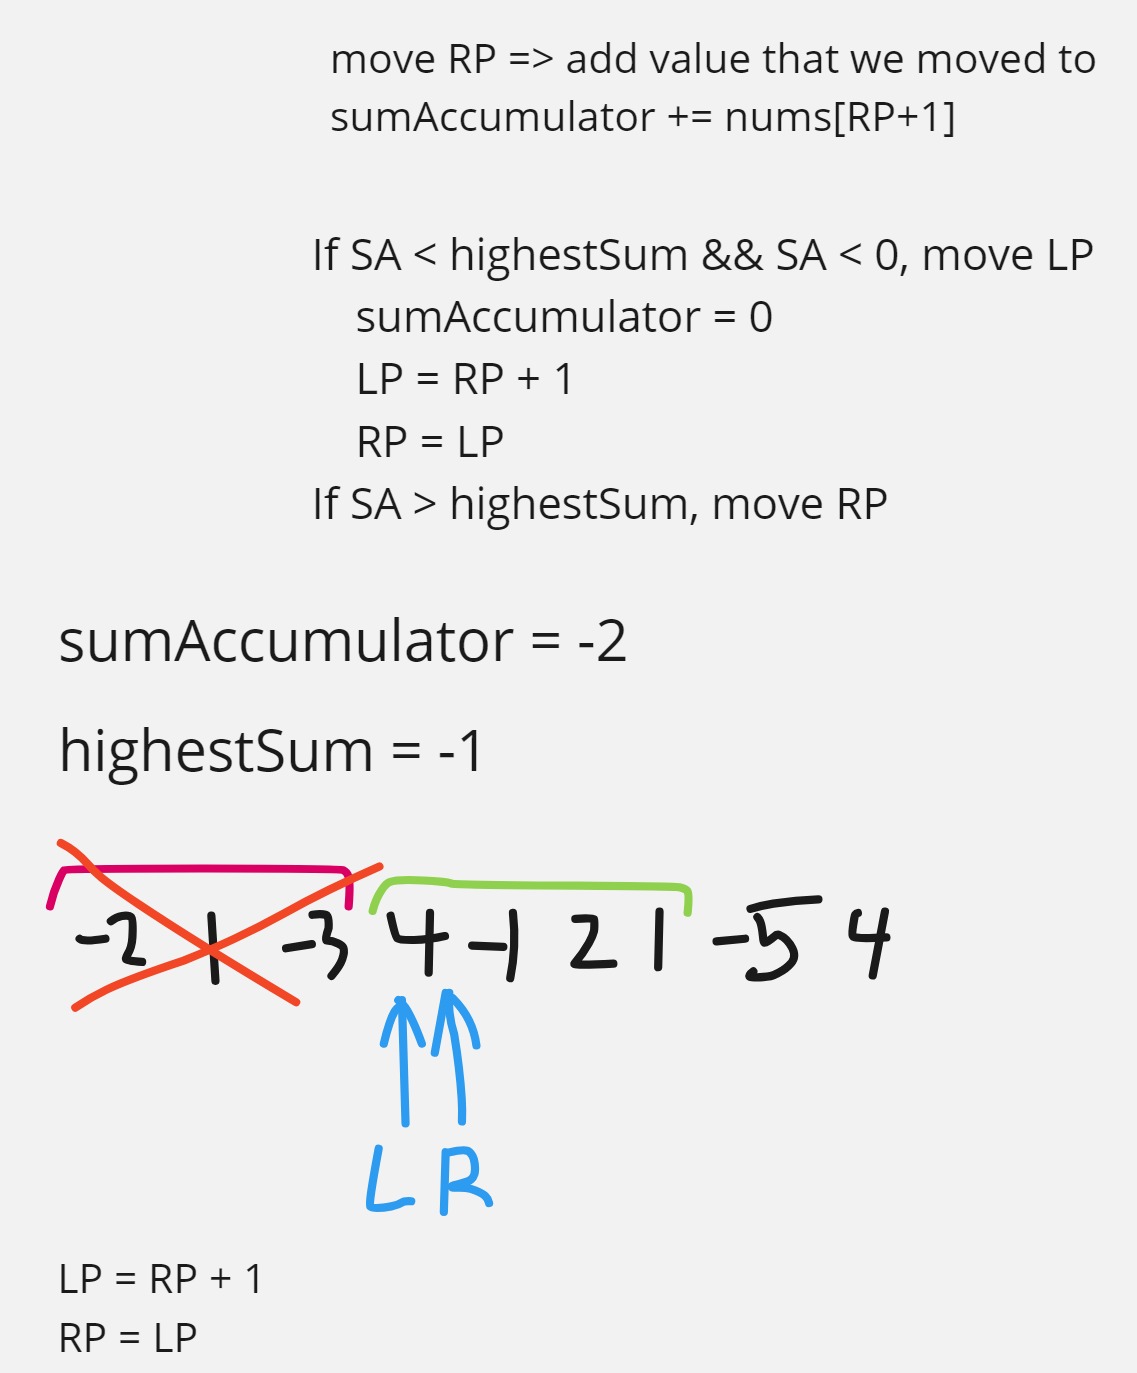 move RP => add value that we moved to
sumAccumulator += nums[RP+1]
If SA < highestSum && SA < 0, move LP
sumAccumulator = 0
LP = RP + 1
RP = LP
If SA > highestSum, move RP
sumAccumulator = -2
highestSum = -1
-2 1 -3 4 -1 2 1 -5 4
L R
LP = RP + 1
RP = LP